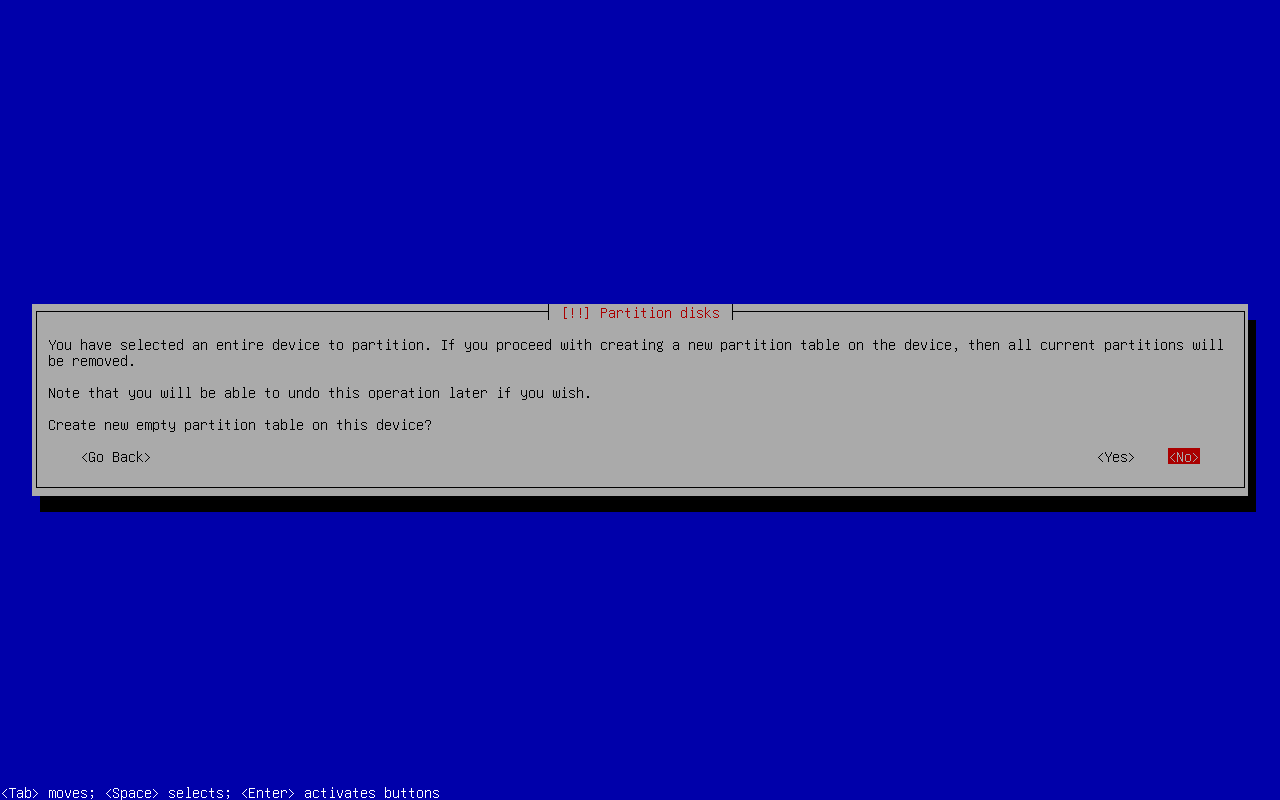 [!!] Partition disks
You have selected an entire device to partition. If you proceed with creating a new partition table on the device, then all current partitions will
be removed.
Note that you will be able to undo this operation later if you wish.
Create new empty partition table on this device?
<Go Back> <Yes> <No>
<Tab> moves; <Space> selects; <Enter> activates buttons